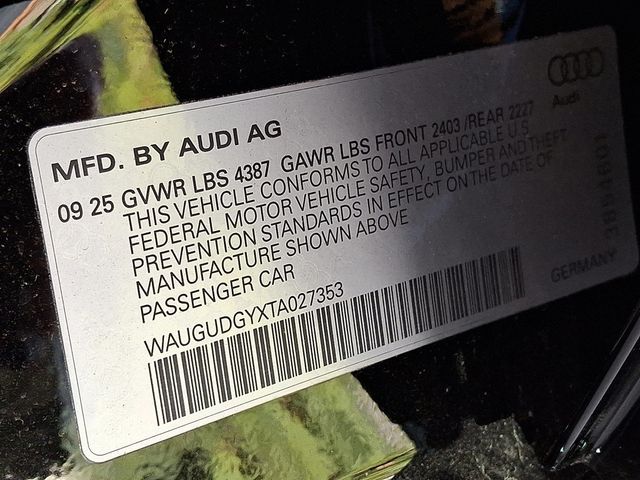 Audi
MFD. BY AUDI AG
09 25 GVWR LBS 4387 GAWR LBS FRONT 2403 /REAR 2227
THIS VEHICLE CONFORMS TO ALL APPLICABLE U.S.
FEDERAL MOTOR VEHICLE SAFETY, BUMPER AND THEFT
PREVENTION STANDARDS IN EFFECT ON THE DATE OF
MANUFACTURE SHOWN ABOVE
PASSENGER CAR
WAUGUDGYXTA027353
GERMANY